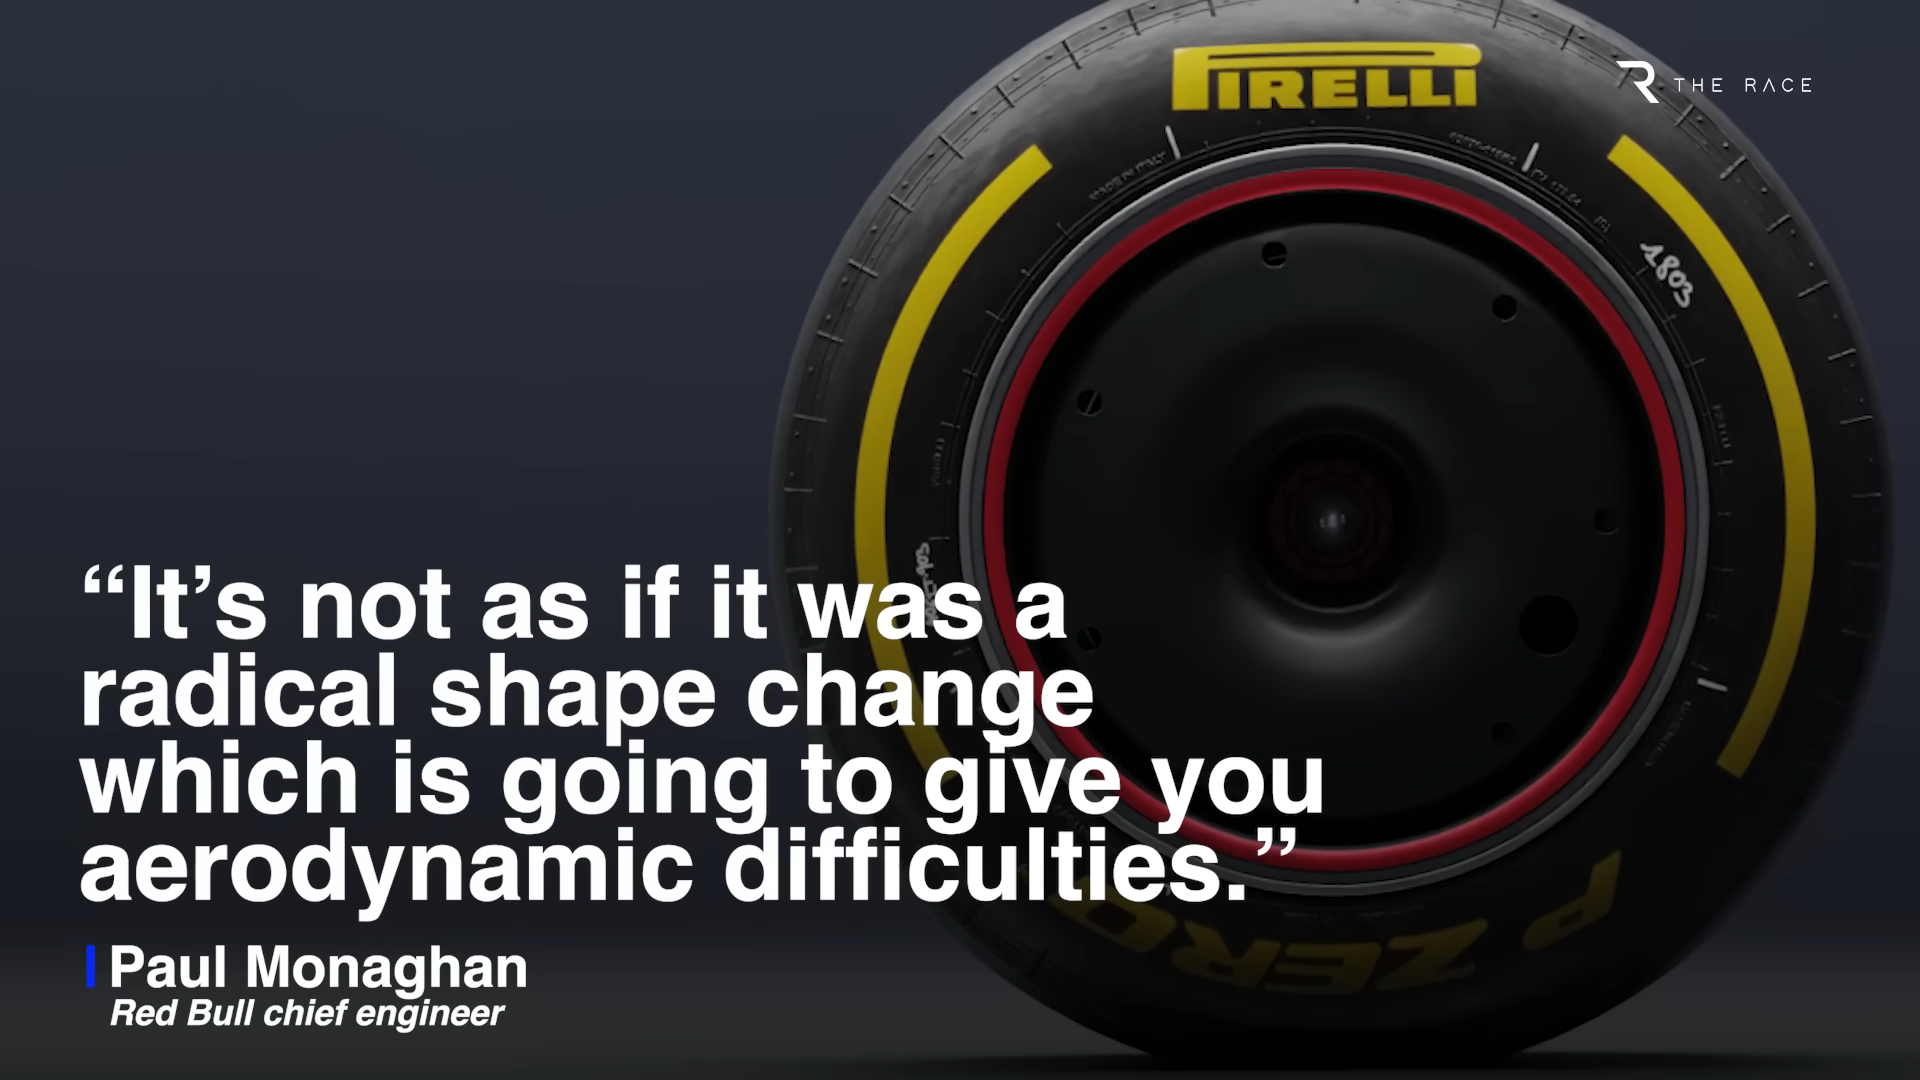 PIRELLI
THE RACE
1803
“It’s not as if it was a
radical shape change
which is going to give you
aerodynamic difficulties.”
P ZERO
Paul Monaghan
Red Bull chief engineer